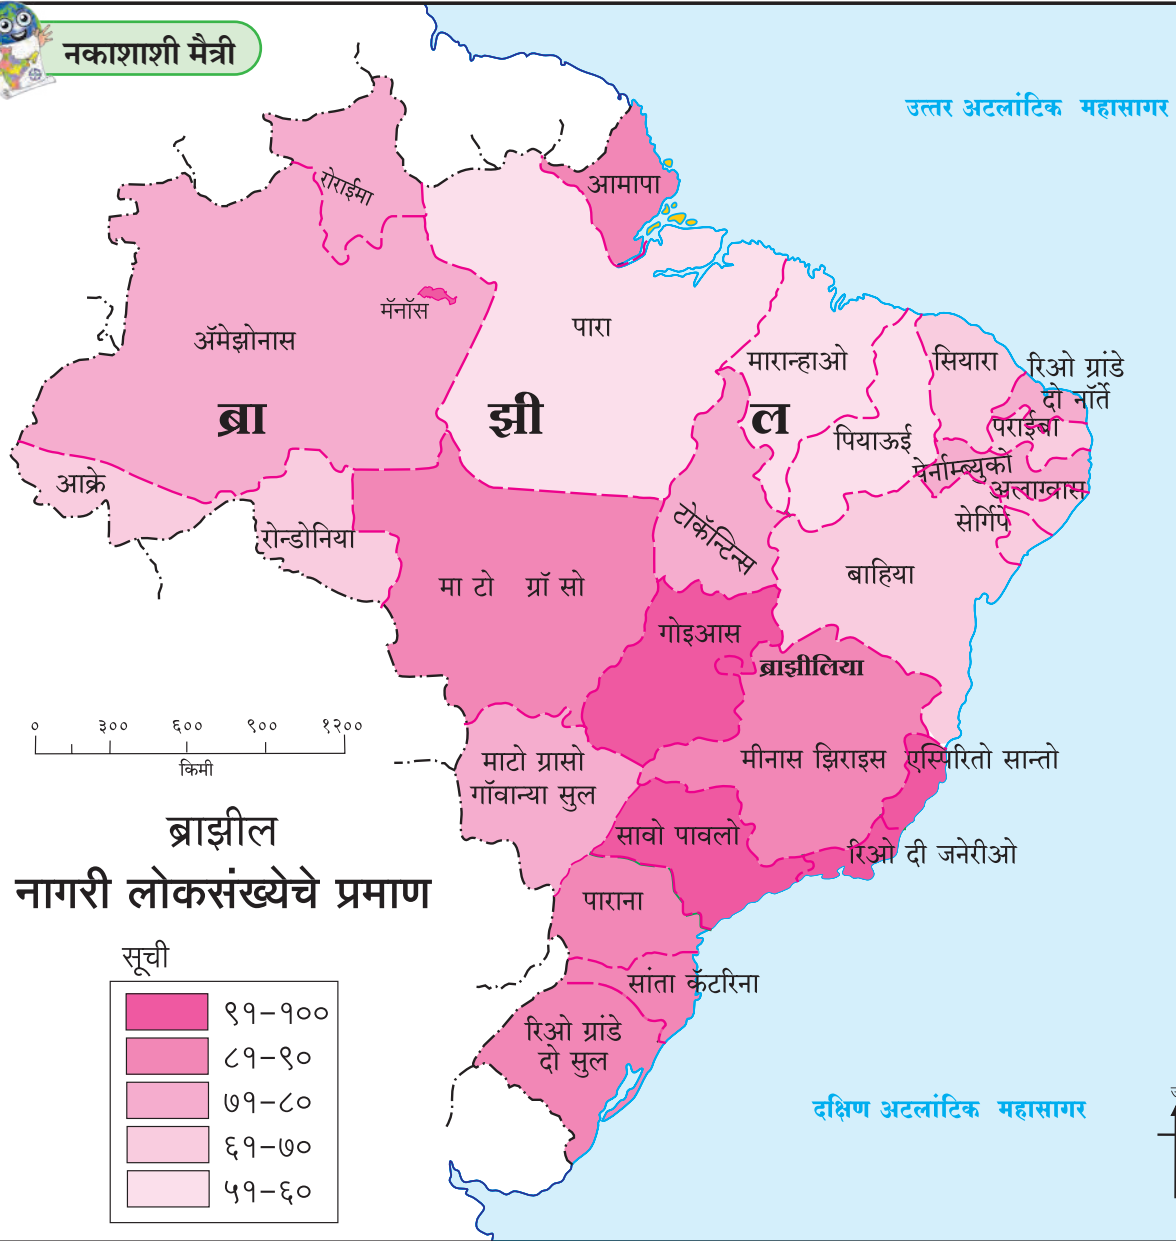 नकाशाशी मैत्री
उत्तर अटलांटिक महासागर
आमापा
रोराईमा
मॅनॉस
ॲमेझोनास
पारा
मारान्हाओ
सियारा
रिओ ग्रांडे
दो नॉर्ते
ब्रा झी ल
पराईबा
पियाऊई
पेर्नाम्ब्युको
आक्रे
अलाग्वास
सेर्गिपे
रोन्डोनिया
टोकॅन्टिन्स
बाहिया
मा टो ग्रॉ सो
गोइआस
ब्राझीलिया
० ३०० ६०० ९०० १२००
किमी
माटो ग्रासो
गॉवान्या सुल
मीनास झिराइस
एस्पिरितो सान्तो
सावो पावलो
रिओ दी जनेरीओ
ब्राझील
नागरी लोकसंख्येचे प्रमाण
पाराना
सांता कॅटरिना
रिओ ग्रांडे
दो सुल
सूची
९१–१००
८१–९०
७१–८०
६१–७०
५१–६०
दक्षिण अटलांटिक महासागर